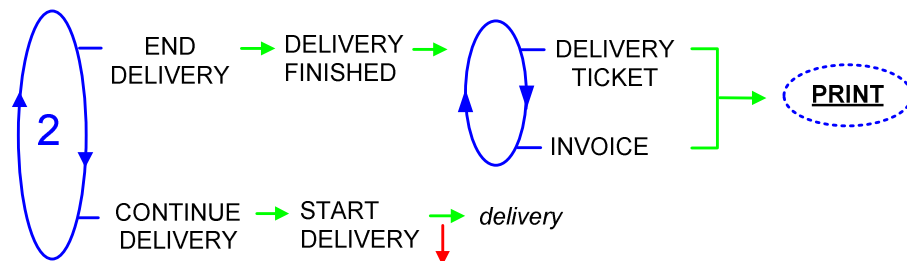 END
DELIVERY
DELIVERY
FINISHED
DELIVERY
TICKET
PRINT
2
INVOICE
CONTINUE
DELIVERY
START
DELIVERY
delivery